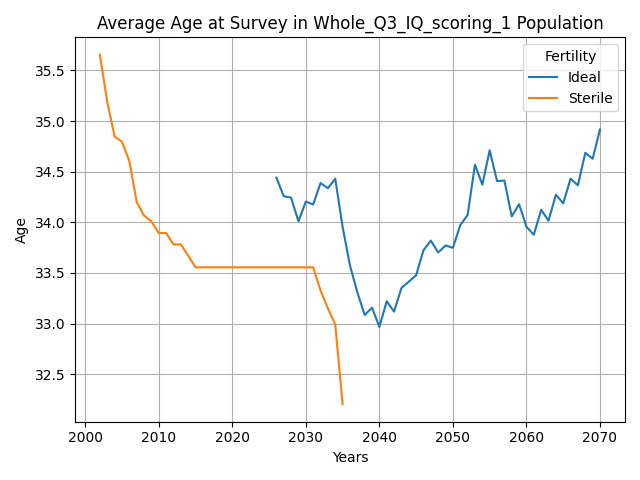 Average Age at Survey in Whole_Q3_IQ_scoring_1 Population
Fertility
Ideal
Sterile
35.5
35.0
34.5
34.0
33.5
33.0
32.5
Age
2000 2010 2020 2030 2040 2050 2060 2070
Years